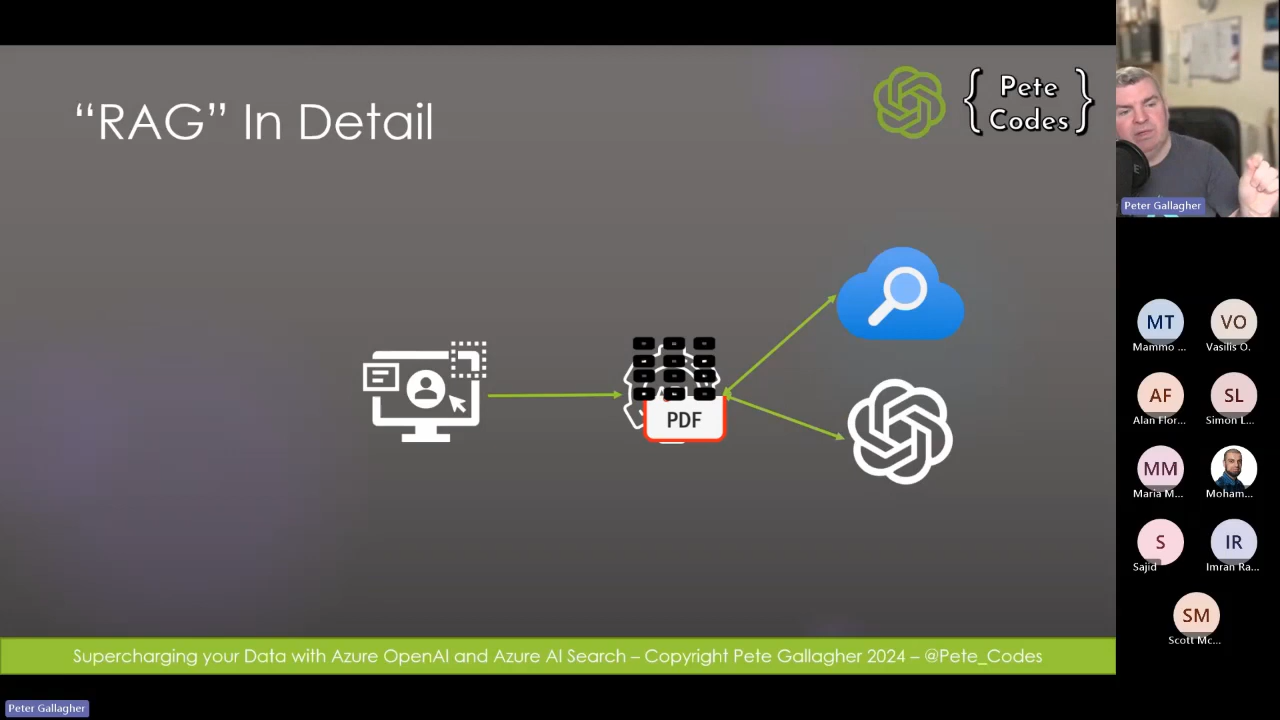 “RAG” In Detail
{ Pete Codes }
PDF
Supercharging your Data with Azure OpenAI and Azure AI Search – Copyright Pete Gallagher 2024 – @Pete_Codes
Peter Gallagher
MT
VO
Mammo ...
Vasilis O.
AF
SL
Alan Flor...
Simon L...
MM
Maria M...
Moham...
S
IR
Sajid
Imran Ra...
SM
Scott Mc...
Peter Gallagher